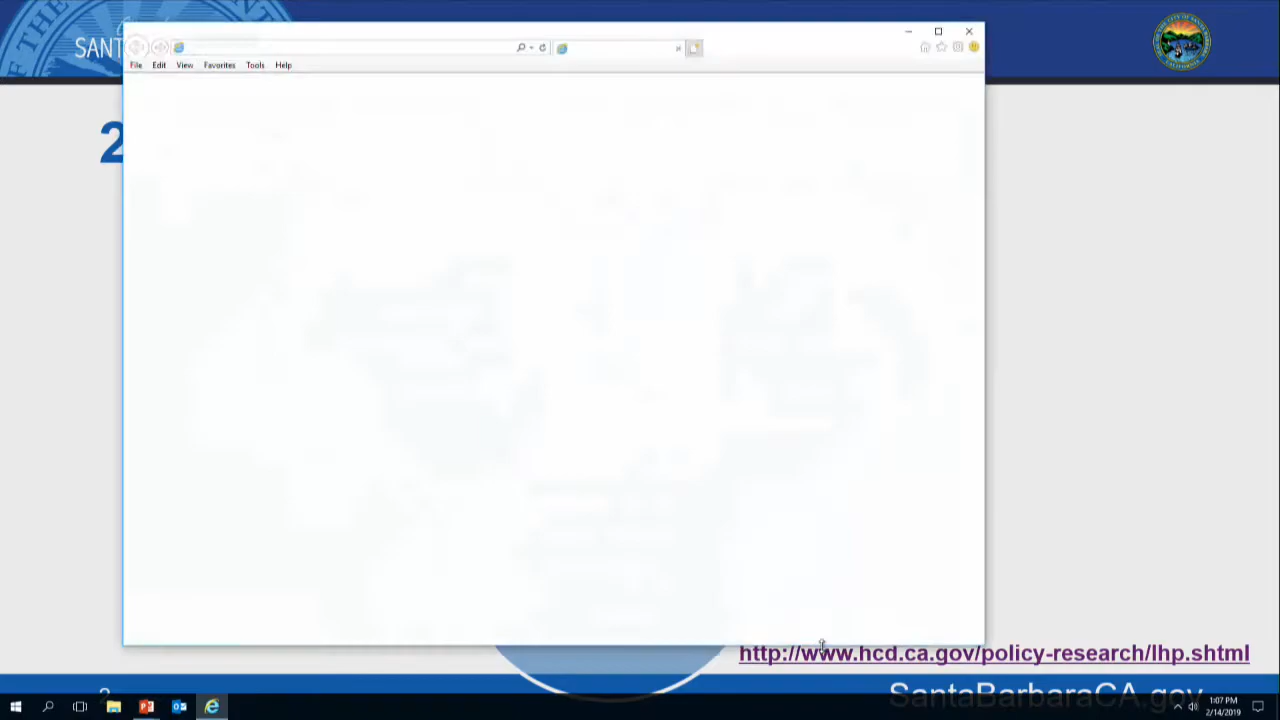 SANT
File Edit View Favorites Tools Help
2
http://www.hcd.ca.gov/policy-research/lhp.shtml
2
SantaBarbaraCA.gov
1:07 PM
2/14/2019